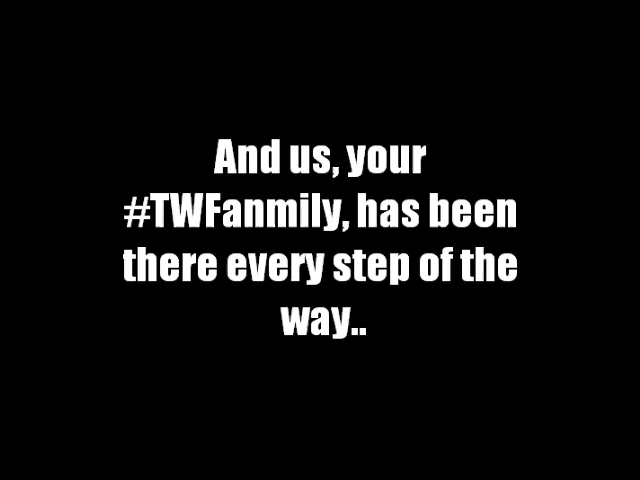 And us, your
#TWFanmily, has been
there every step of the
way..